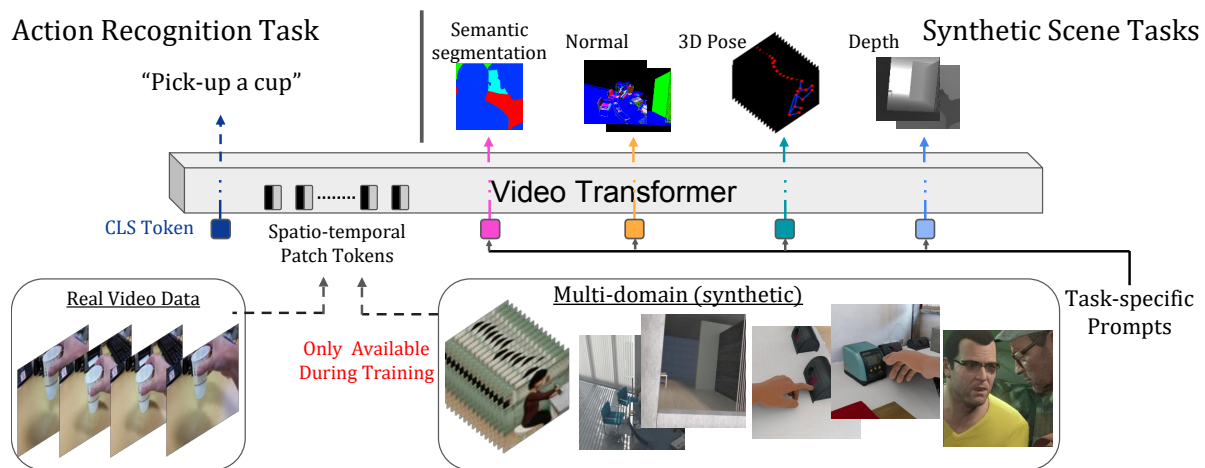 Action Recognition Task
Synthetic Scene Tasks
Semantic
segmentation
Normal
3D Pose
Depth
“Pick-up a cup”
Video Transformer
CLS Token
Spatio-temporal
Patch Tokens
Real Video Data
Only Available
During Training
Multi-domain (synthetic)
Task-specific
Prompts